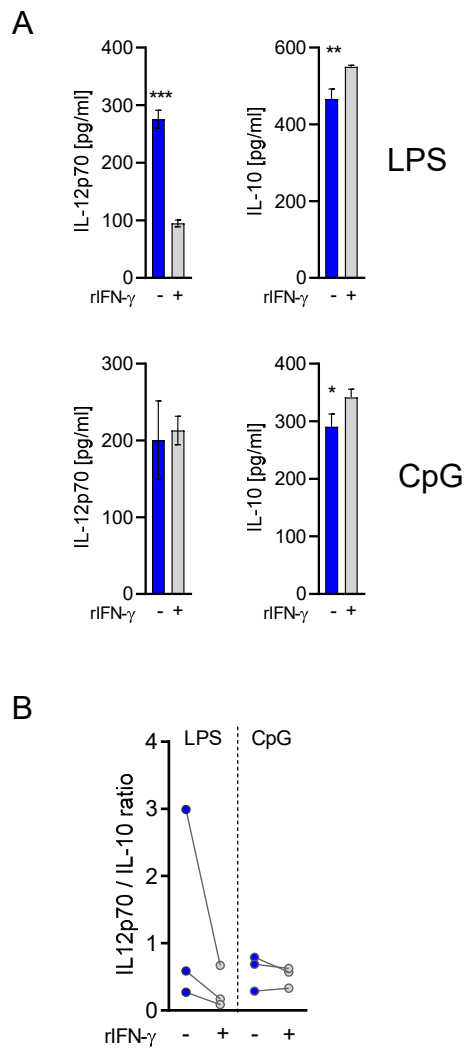 A
400
300
200
100
0
IL-12p70 [pg/ml]
***
rIFN-γ - +
600
400
200
0
IL-10 [pg/ml]
**
rIFN-γ - +
LPS
300
200
100
0
IL-12p70 [pg/ml]
rIFN-γ - +
400
300
200
100
0
IL-10 [pg/ml]
*
rIFN-γ - +
CpG
B
LPS CpG
4
3
2
1
0
IL12p70 / IL-10 ratio
rIFN-γ - + - +